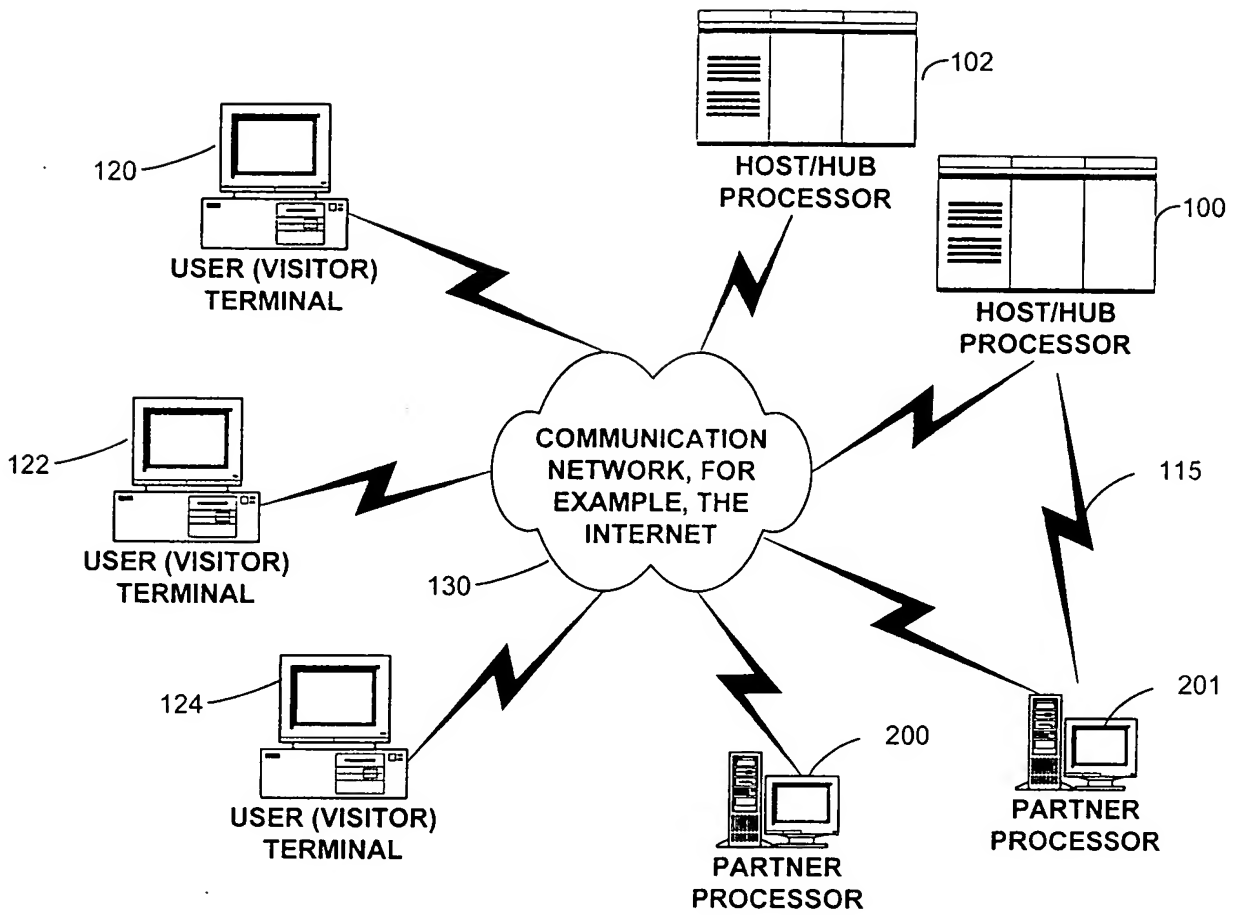 102
HOST/HUB
PROCESSOR
120
USER (VISITOR)
TERMINAL
100
HOST/HUB
PROCESSOR
122
USER (VISITOR)
TERMINAL
COMMUNICATION
NETWORK, FOR
EXAMPLE, THE
INTERNET
130
115
124
USER (VISITOR)
TERMINAL
200
PARTNER
PROCESSOR
201
PARTNER
PROCESSOR